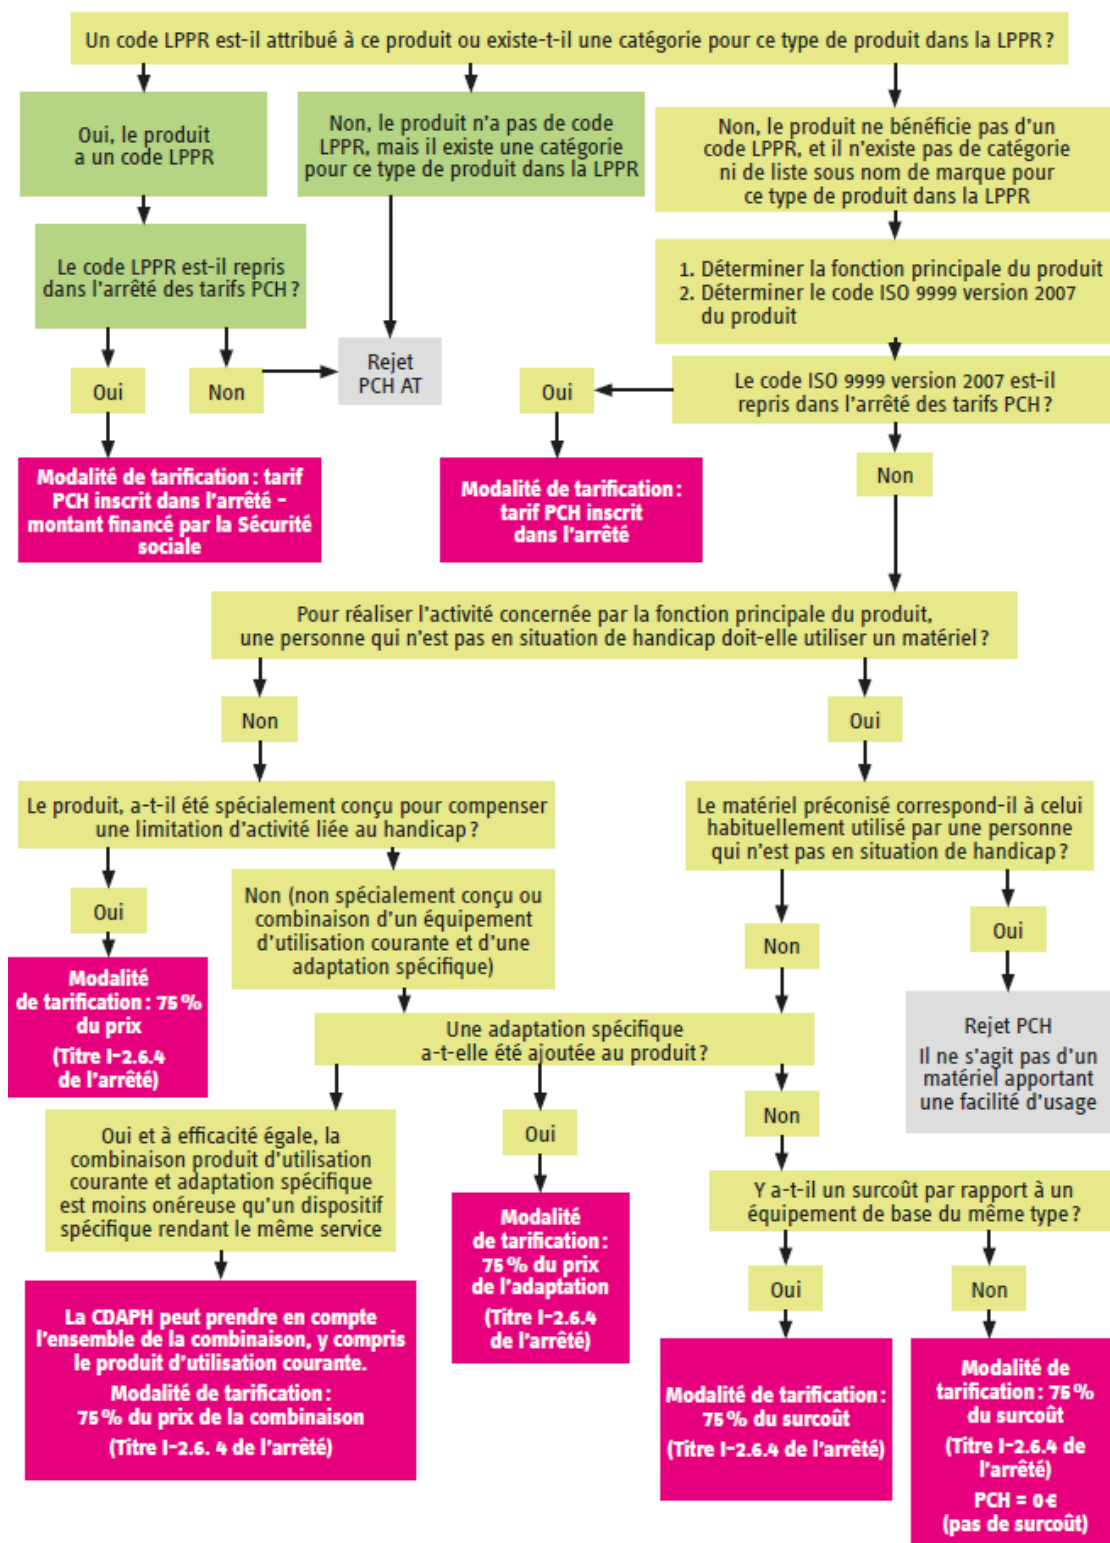 Un code LPPR est-il attribué à ce produit ou existe-t-il une catégorie pour ce type de produit dans la LPPR ?
Oui, le produit
a un code LPPR
Non, le produit n'a pas de code
LPPR, mais il existe une catégorie
pour ce type de produit dans la LPPR
Non, le produit ne bénéficie pas d'un
code LPPR, et il n'existe pas de catégorie
ni de liste sous nom de marque pour
ce type de produit dans la LPPR
Le code LPPR est-il repris
dans l'arrêté des tarifs PCH ?
1. Déterminer la fonction principale du produit
2. Déterminer le code ISO 9999 version 2007
du produit
Oui
Non
Rejet
PCH AT
Oui
Le code ISO 9999 version 2007 est-il
repris dans l'arrêté des tarifs PCH ?
Modalité de tarification : tarif
PCH inscrit dans l'arrêté –
montant financé par la Sécurité
sociale
Modalité de tarification :
tarif PCH inscrit
dans l'arrêté
Non
Pour réaliser l'activité concernée par la fonction principale du produit,
une personne qui n'est pas en situation de handicap doit-elle utiliser un matériel ?
Non
Oui
Le produit, a-t-il été spécialement conçu pour compenser
une limitation d'activité liée au handicap ?
Le matériel préconisé correspond-il à celui
habituellement utilisé par une personne
qui n'est pas en situation de handicap ?
Oui
Non (non spécialement conçu ou
combinaison d'un équipement
d'utilisation courante et d'une
adaptation spécifique)
Non
Oui
Modalité
de tarification : 75 %
du prix
(Titre I-2.6.4
de l'arrêté)
Une adaptation spécifique
a-t-elle été ajoutée au produit ?
Rejet PCH
Il ne s'agit pas d'un
matériel apportant
une facilité d'usage
Oui et à efficacité égale, la
combinaison produit d'utilisation
courante et adaptation spécifique
est moins onéreuse qu'un dispositif
spécifique rendant le même service
Oui
Non
Modalité
de tarification :
75 % du prix
de l'adaptation
(Titre I-2.6.4
de l'arrêté)
Y a-t-il un surcoût par rapport à un
équipement de base du même type ?
Oui
Non
La CDAPH peut prendre en compte
l'ensemble de la combinaison, y compris
le produit d'utilisation courante.
Modalité de tarification :
75 % du prix de la combinaison
(Titre I-2.6. 4 de l'arrêté)
Modalité de tarification :
75 % du surcoût
(Titre I-2.6.4 de l'arrêté)
Modalité de
tarification : 75 %
du surcoût
(Titre I-2.6.4 de
l'arrêté)
PCH = 0 €
(pas de surcoût)